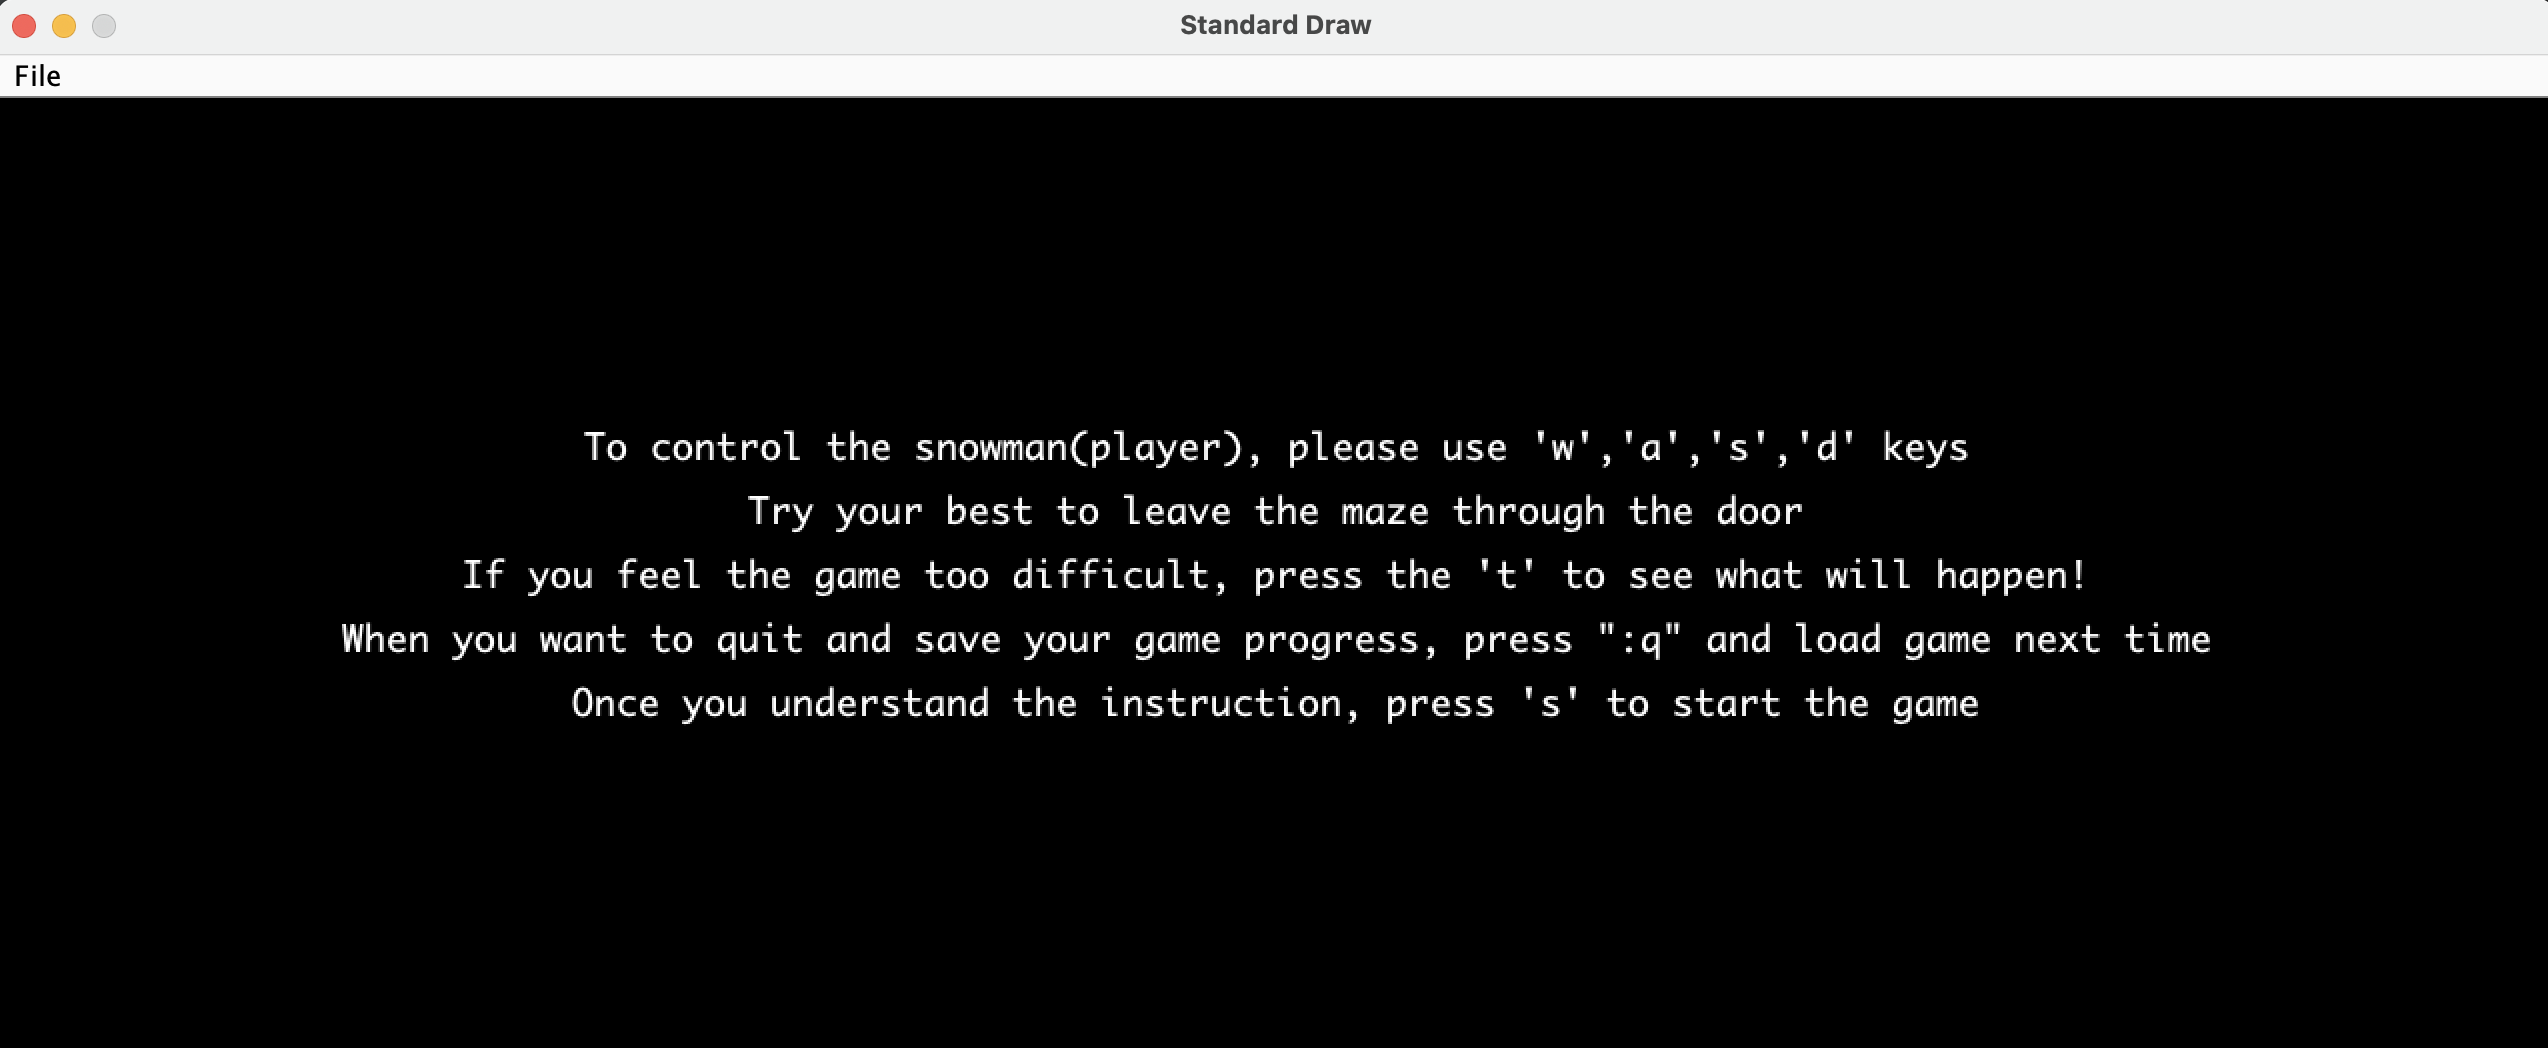 Standard Draw
File
To control the snowman(player), please use 'w','a','s','d' keys
Try your best to leave the maze through the door
If you feel the game too difficult, press the 't' to see what will happen!
When you want to quit and save your game progress, press ":q" and load game next time
Once you understand the instruction, press 's' to start the game